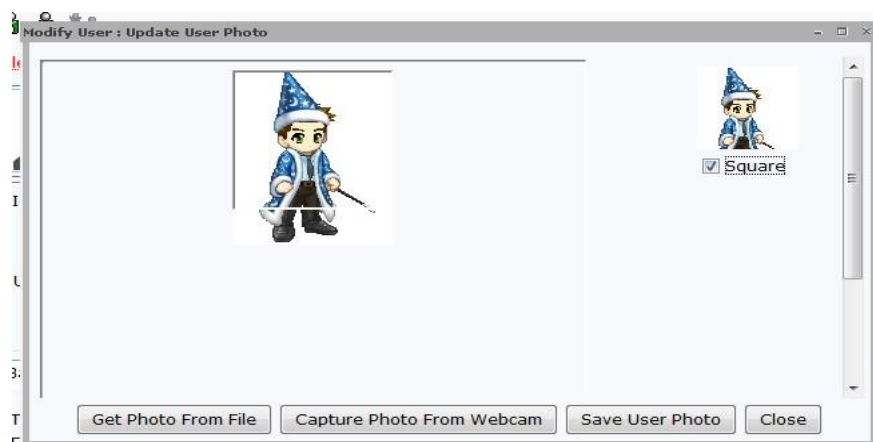 Modify User : Update User Photo
Square
Get Photo From File
Capture Photo From Webcam
Save User Photo
Close